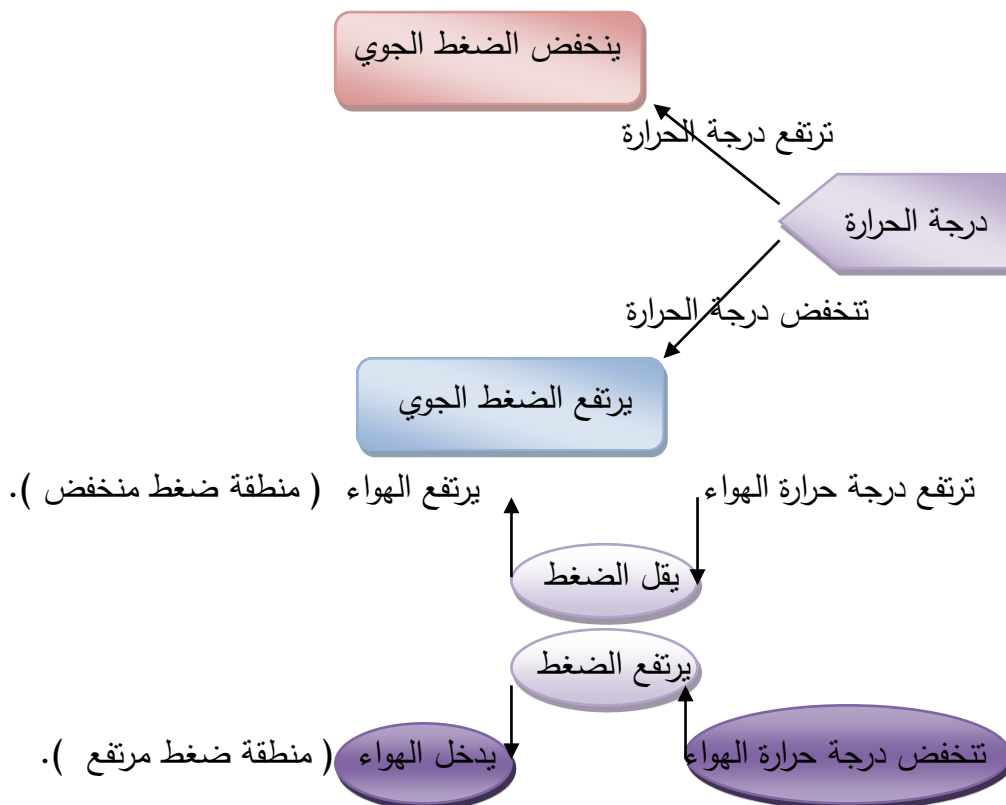 ينخفض الضغط الجوي
ترتفع درجة الحرارة
درجة الحرارة
تنخفض درجة الحرارة
يرتفع الضغط الجوي
ترتفع درجة حرارة الهواء
يرتفع الهواء ( منطقة ضغط منخفض ).
يقل الضغط
يرتفع الضغط
تنخفض درجة حرارة الهواء
يدخل الهواء ( منطقة ضغط مرتفع ).